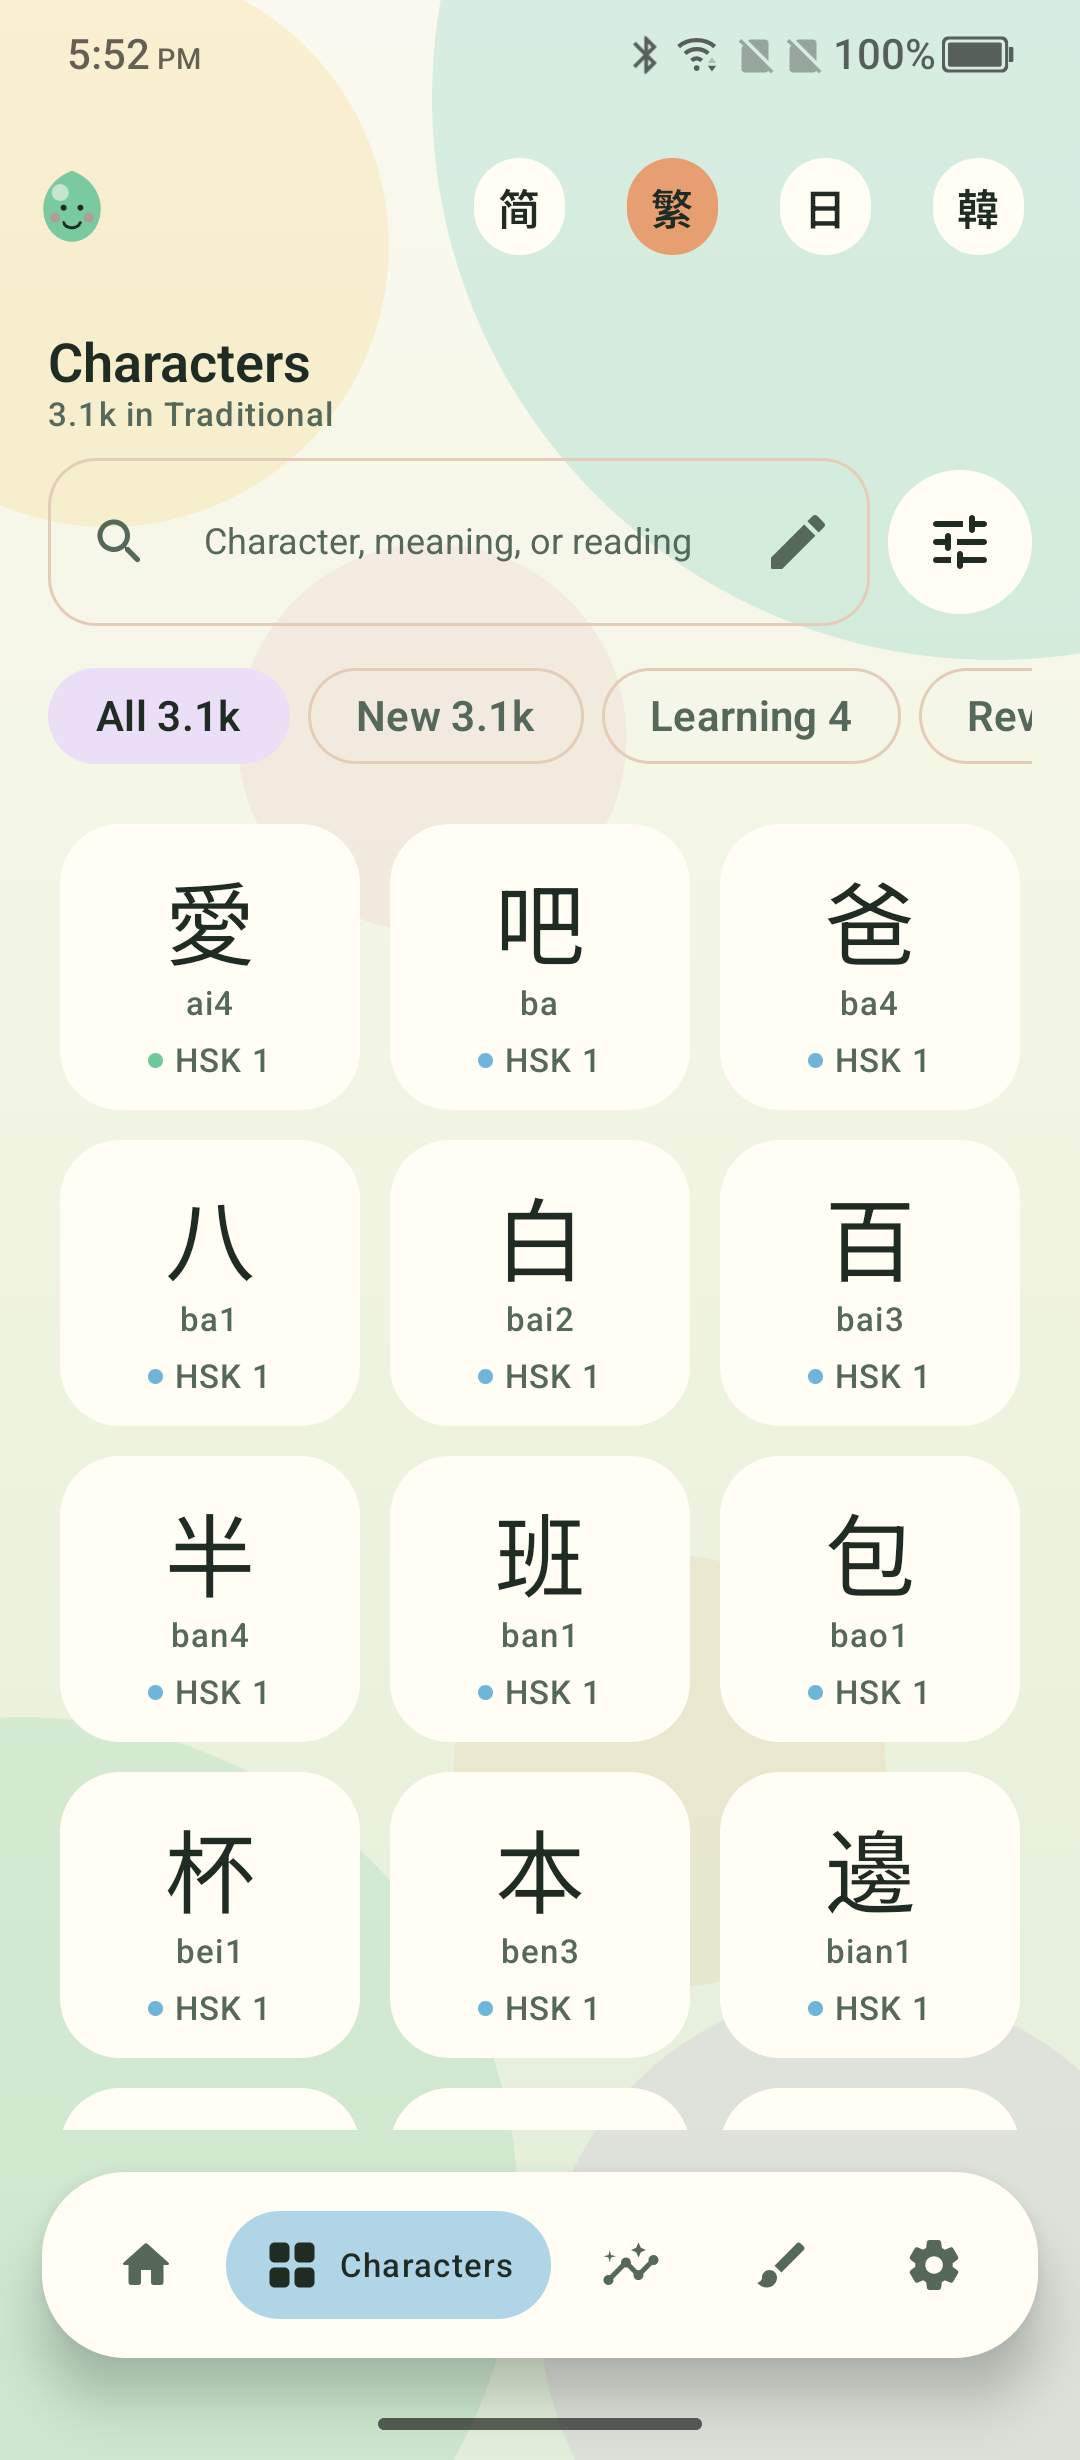 5:52 PM 100%
简 繁 日 韓
Characters
3.1k in Traditional
Character, meaning, or reading
All 3.1k New 3.1k Learning 4 Rev
愛 吧 爸
ai4 ba ba4
HSK 1 HSK 1 HSK 1
八 白 百
ba1 bai2 bai3
HSK 1 HSK 1 HSK 1
半 班 包
ban4 ban1 bao1
HSK 1 HSK 1 HSK 1
杯 本 邊
bei1 ben3 bian1
HSK 1 HSK 1 HSK 1
Characters